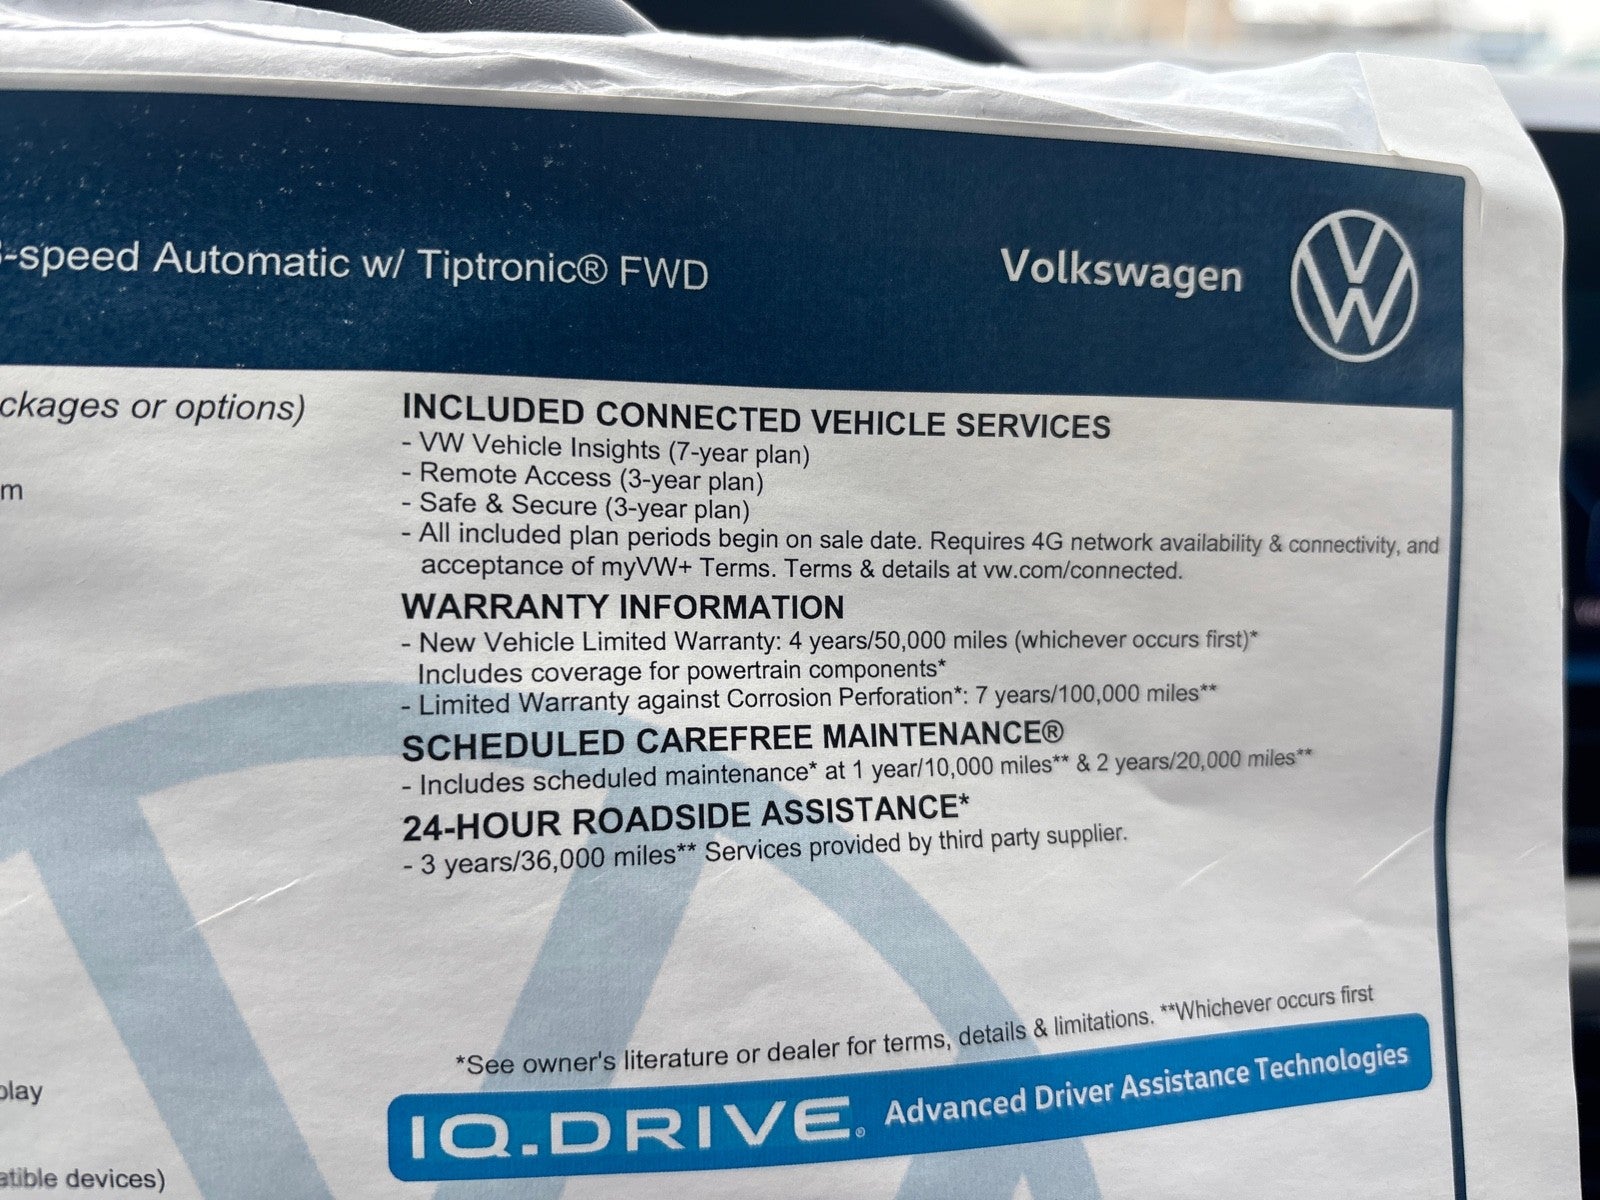 -speed Automatic w/ Tiptronic® FWD
Volkswagen
ckages or options)
m
INCLUDED CONNECTED VEHICLE SERVICES
- VW Vehicle Insights (7-year plan)
- Remote Access (3-year plan)
- Safe & Secure (3-year plan)
- All included plan periods begin on sale date. Requires 4G network availability & connectivity, and
acceptance of myVW+ Terms. Terms & details at vw.com/connected.
WARRANTY INFORMATION
- New Vehicle Limited Warranty: 4 years/50,000 miles (whichever occurs first)*
Includes coverage for powertrain components*
- Limited Warranty against Corrosion Perforation*: 7 years/100,000 miles**
SCHEDULED CAREFREE MAINTENANCE®
- Includes scheduled maintenance* at 1 year/10,000 miles** & 2 years/20,000 miles**
24-HOUR ROADSIDE ASSISTANCE*
- 3 years/36,000 miles** Services provided by third party supplier.
*See owner's literature or dealer for terms, details & limitations. **Whichever occurs first
play
IQ.DRIVE® Advanced Driver Assistance Technologies
atible devices)